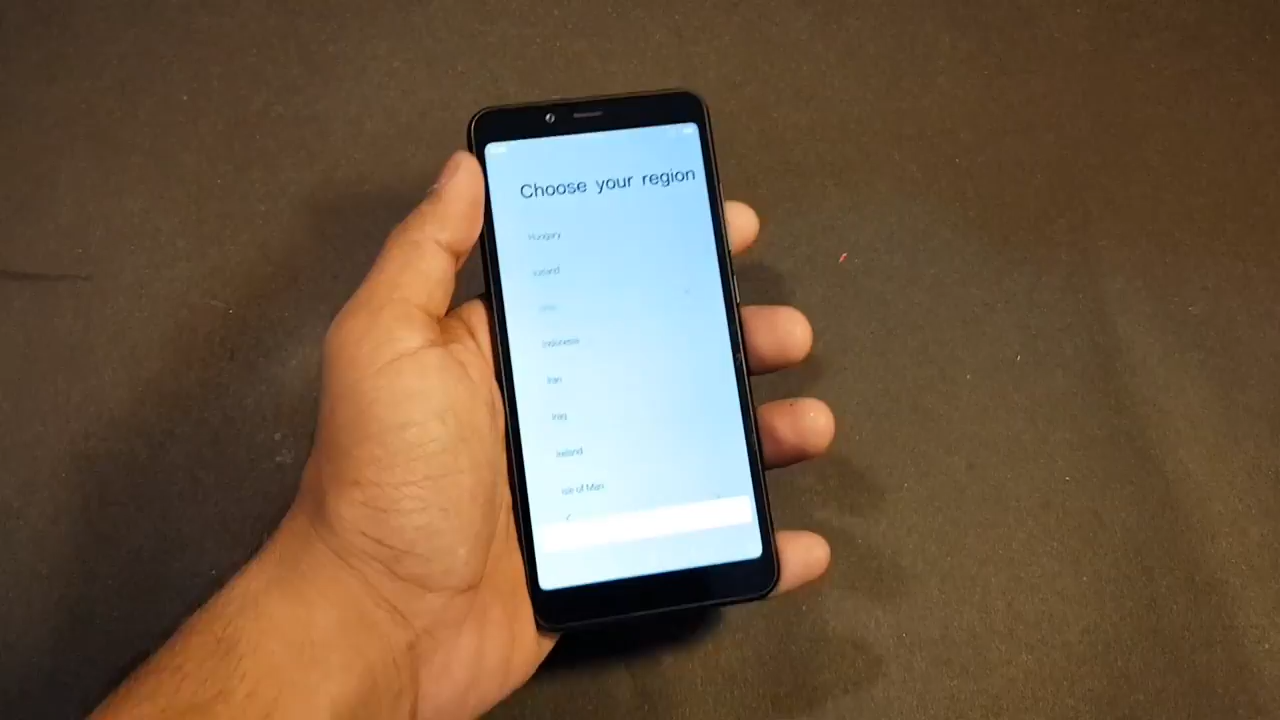 Choose your region
Hungary
Iceland
Indonesia
Iran
Iraq
Ireland
Isle of Man